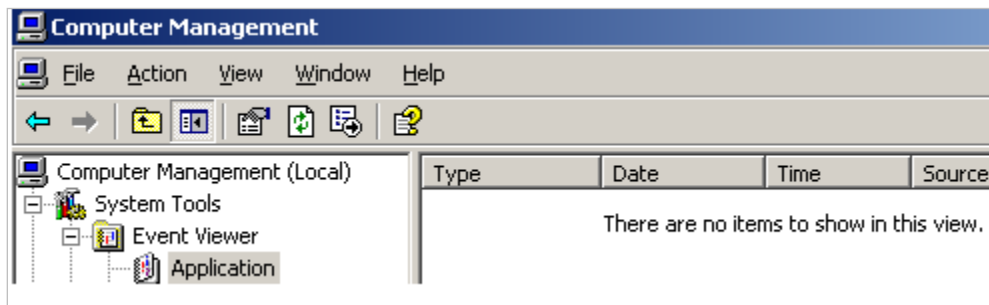 Computer Management
File Action View Window Help
Computer Management (Local)
Type Date Time Source
System Tools
There are no items to show in this view.
Event Viewer
Application